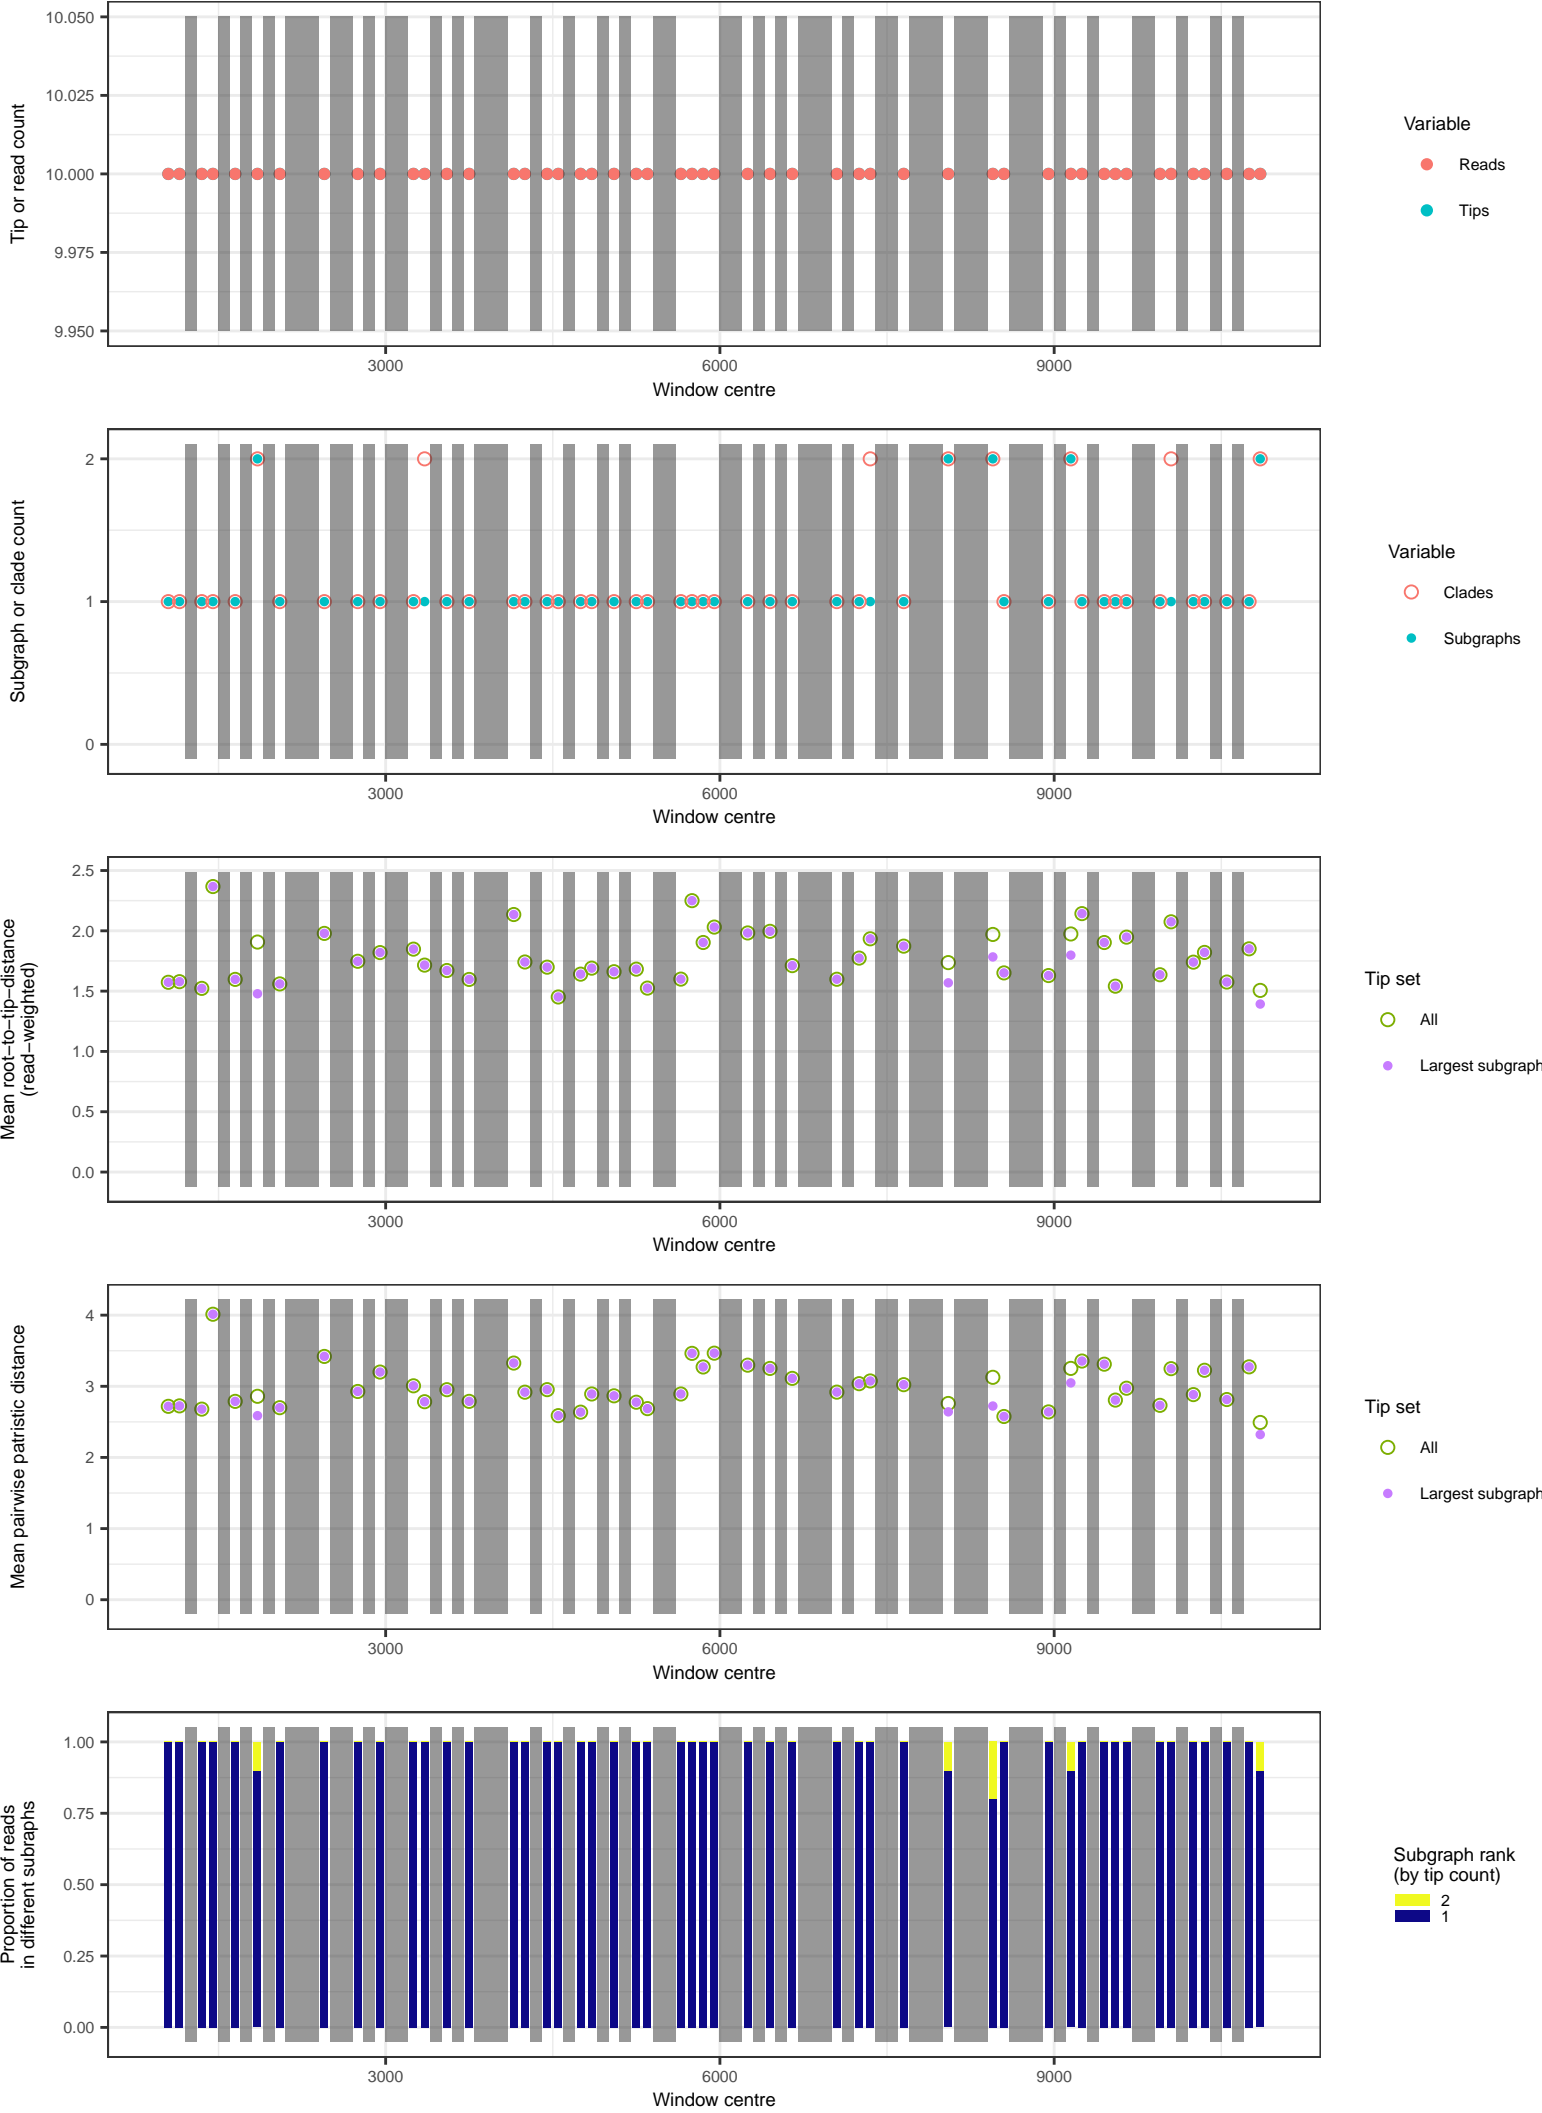 10.050
10.025
10.000
9.975
9.950
Tip or read count
3000
6000
9000
Window centre
Variable
Reads
Tips
2
1
0
Subgraph or clade count
3000
6000
9000
Window centre
Variable
Clades
Subgraphs
2.5
2.0
1.5
1.0
0.5
0.0
Mean root−to−tip−distance
(read−weighted)
3000
6000
9000
Window centre
Tip set
All
Largest subgraph
4
3
2
1
0
Mean pairwise patristic distance
3000
6000
9000
Window centre
Tip set
All
Largest subgraph
1.00
0.75
0.50
0.25
0.00
Proportion of reads
in different subraphs
3000
6000
9000
Window centre
Subgraph rank
(by tip count)
2
1